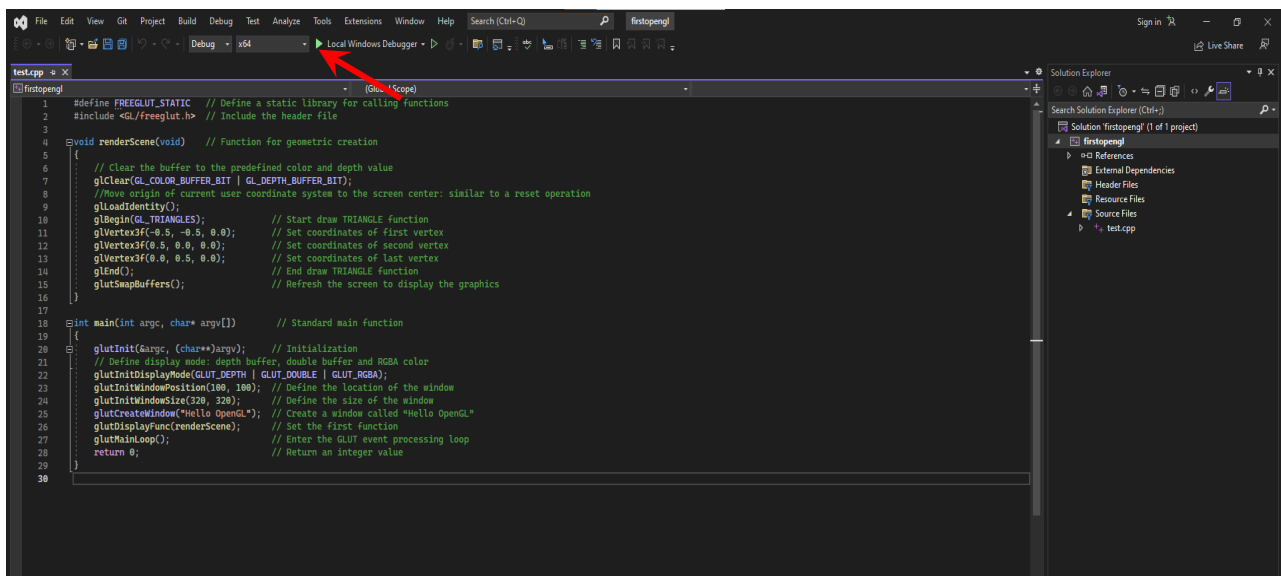 File Edit View Git Project Build Debug Test Analyze Tools Extensions Window Help Search (Ctrl+Q) firstopengl Sign in
Debug x64 Local Windows Debugger Live Share
test.cpp
firstopengl (Global Scope)
Solution Explorer
Search Solution Explorer (Ctrl+;)
Solution 'firstopengl' (1 of 1 project)
firstopengl
References
External Dependencies
Header Files
Resource Files
Source Files
test.cpp
1 #define FREEGLUT_STATIC // Define a static library for calling functions
2 #include <GL/freeglut.h> // Include the header file
3
4 void renderScene(void) // Function for geometric creation
5 {
6 // Clear the buffer to the predefined color and depth value
7 glClear(GL_COLOR_BUFFER_BIT | GL_DEPTH_BUFFER_BIT);
8 //Move origin of current user coordinate system to the screen center: similar to a reset operation
9 glLoadIdentity();
10 glBegin(GL_TRIANGLES); // Start draw TRIANGLE function
11 glVertex3f(-0.5, -0.5, 0.0); // Set coordinates of first vertex
12 glVertex3f(0.5, 0.0, 0.0); // Set coordinates of second vertex
13 glVertex3f(0.0, 0.5, 0.0); // Set coordinates of last vertex
14 glEnd(); // End draw TRIANGLE function
15 glutSwapBuffers(); // Refresh the screen to display the graphics
16 }
17
18 int main(int argc, char* argv[]) // Standard main function
19 {
20 glutInit(&argc, (char**)argv); // Initialization
21 // Define display mode: depth buffer, double buffer and RGBA color
22 glutInitDisplayMode(GLUT_DEPTH | GLUT_DOUBLE | GLUT_RGBA);
23 glutInitWindowPosition(100, 100); // Define the location of the window
24 glutInitWindowSize(320, 320); // Define the size of the window
25 glutCreateWindow("Hello OpenGL"); // Create a window called "Hello OpenGL"
26 glutDisplayFunc(renderScene); // Set the first function
27 glutMainLoop(); // Enter the GLUT event processing loop
28 return 0; // Return an integer value
29 }
30